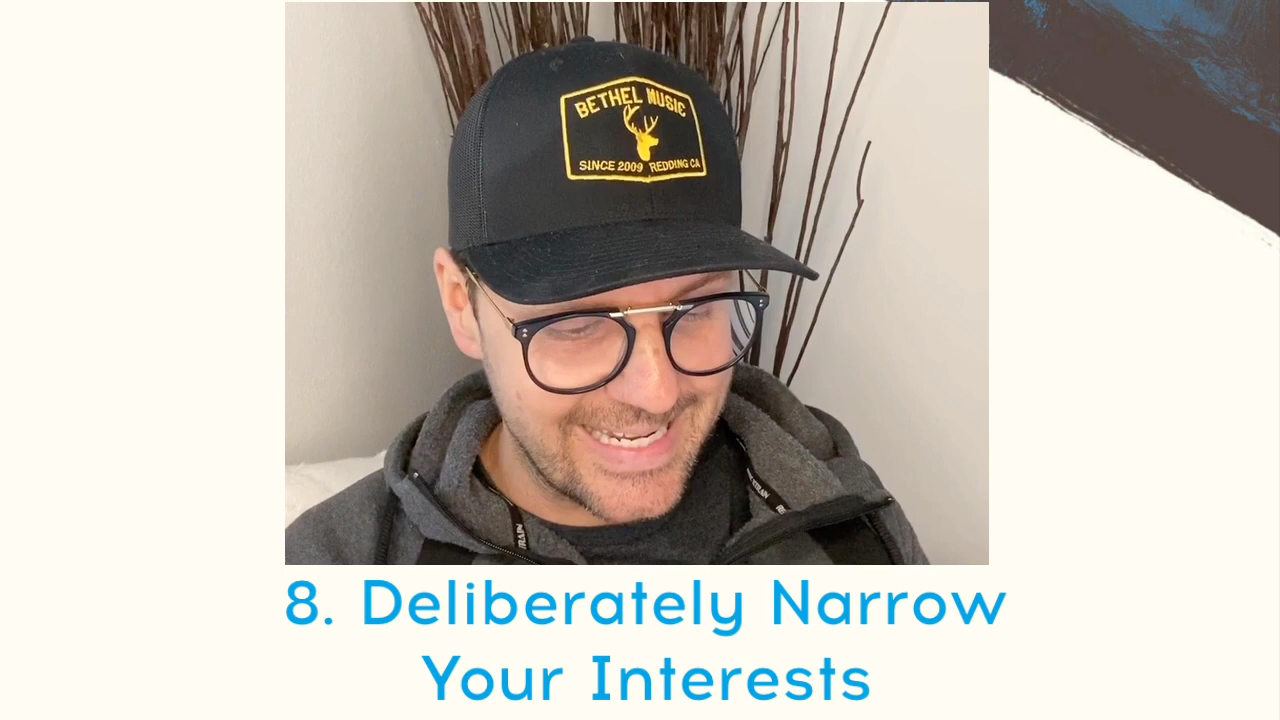 BETHEL MUSIC
SINCE 2009 REDDING CA
8. Deliberately Narrow
Your Interests